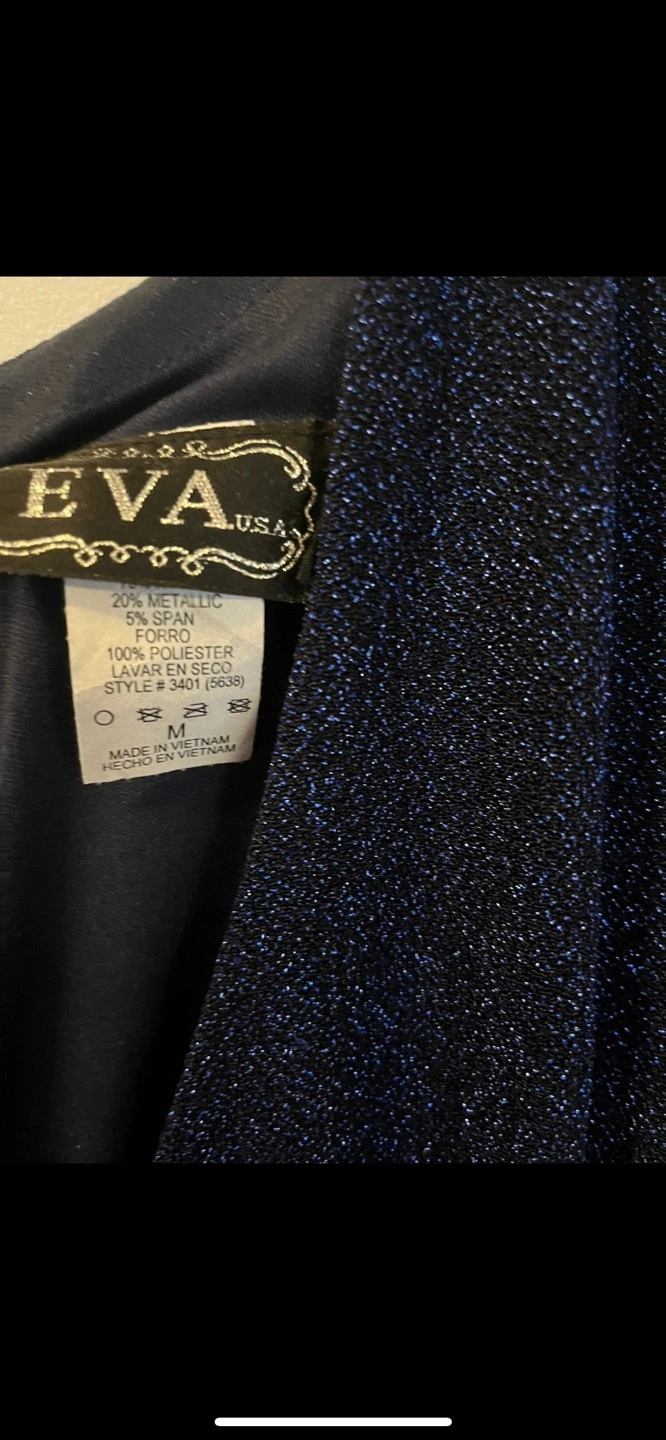 EVA U.S.A.
20% METALLIC
5% SPAN
FORRO
100% POLIESTER
LAVAR EN SECO
STYLE # 3401 (5638)
M
MADE IN VIETNAM
HECHO EN VIETNAM